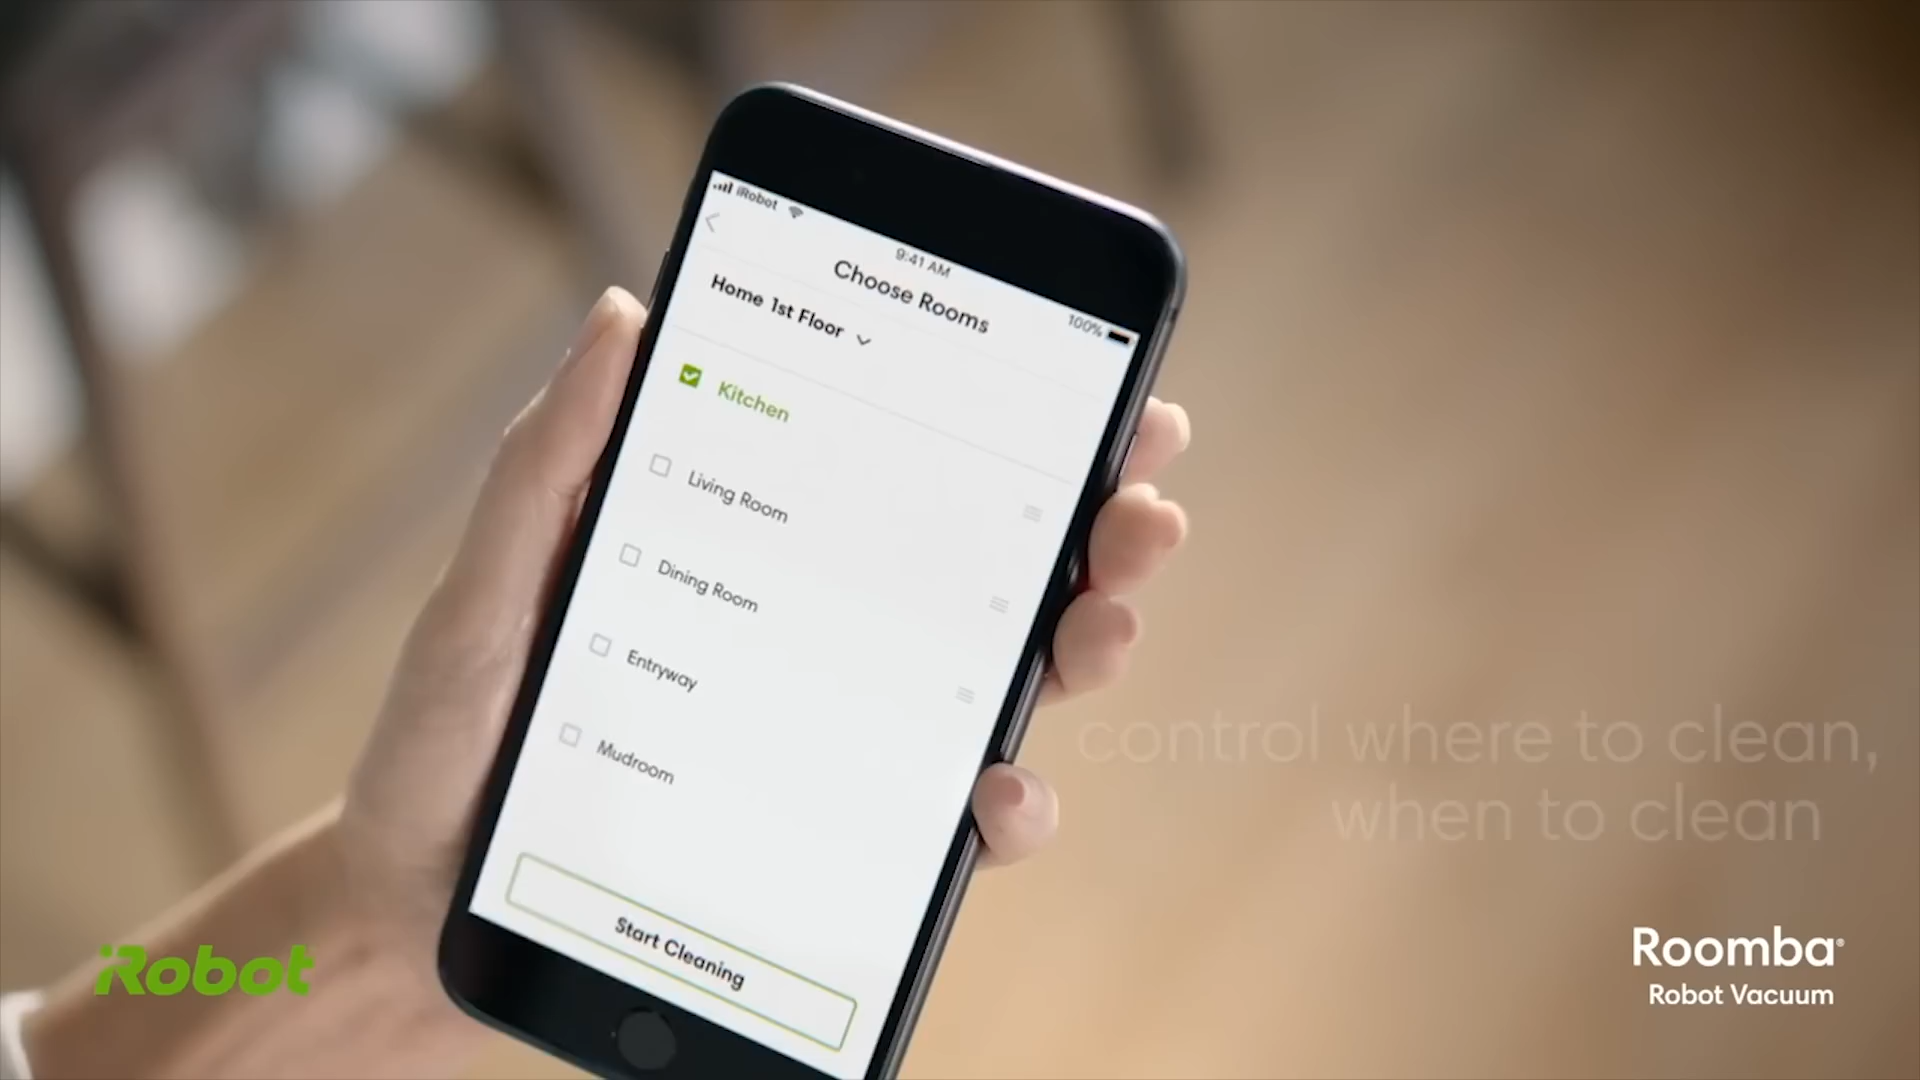 iRobot
9:41 AM
100%
Choose Rooms
Home 1st Floor
Kitchen
Living Room
Dining Room
Entryway
Mudroom
Start Cleaning
control where to clean,
when to clean
iRobot
Roomba®
Robot Vacuum